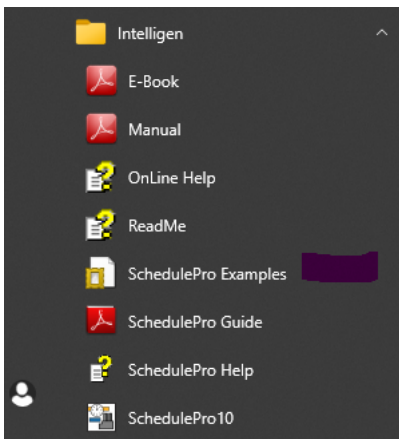 Intelligen
E-Book
Manual
OnLine Help
ReadMe
SchedulePro Examples
SchedulePro Guide
SchedulePro Help
SchedulePro10